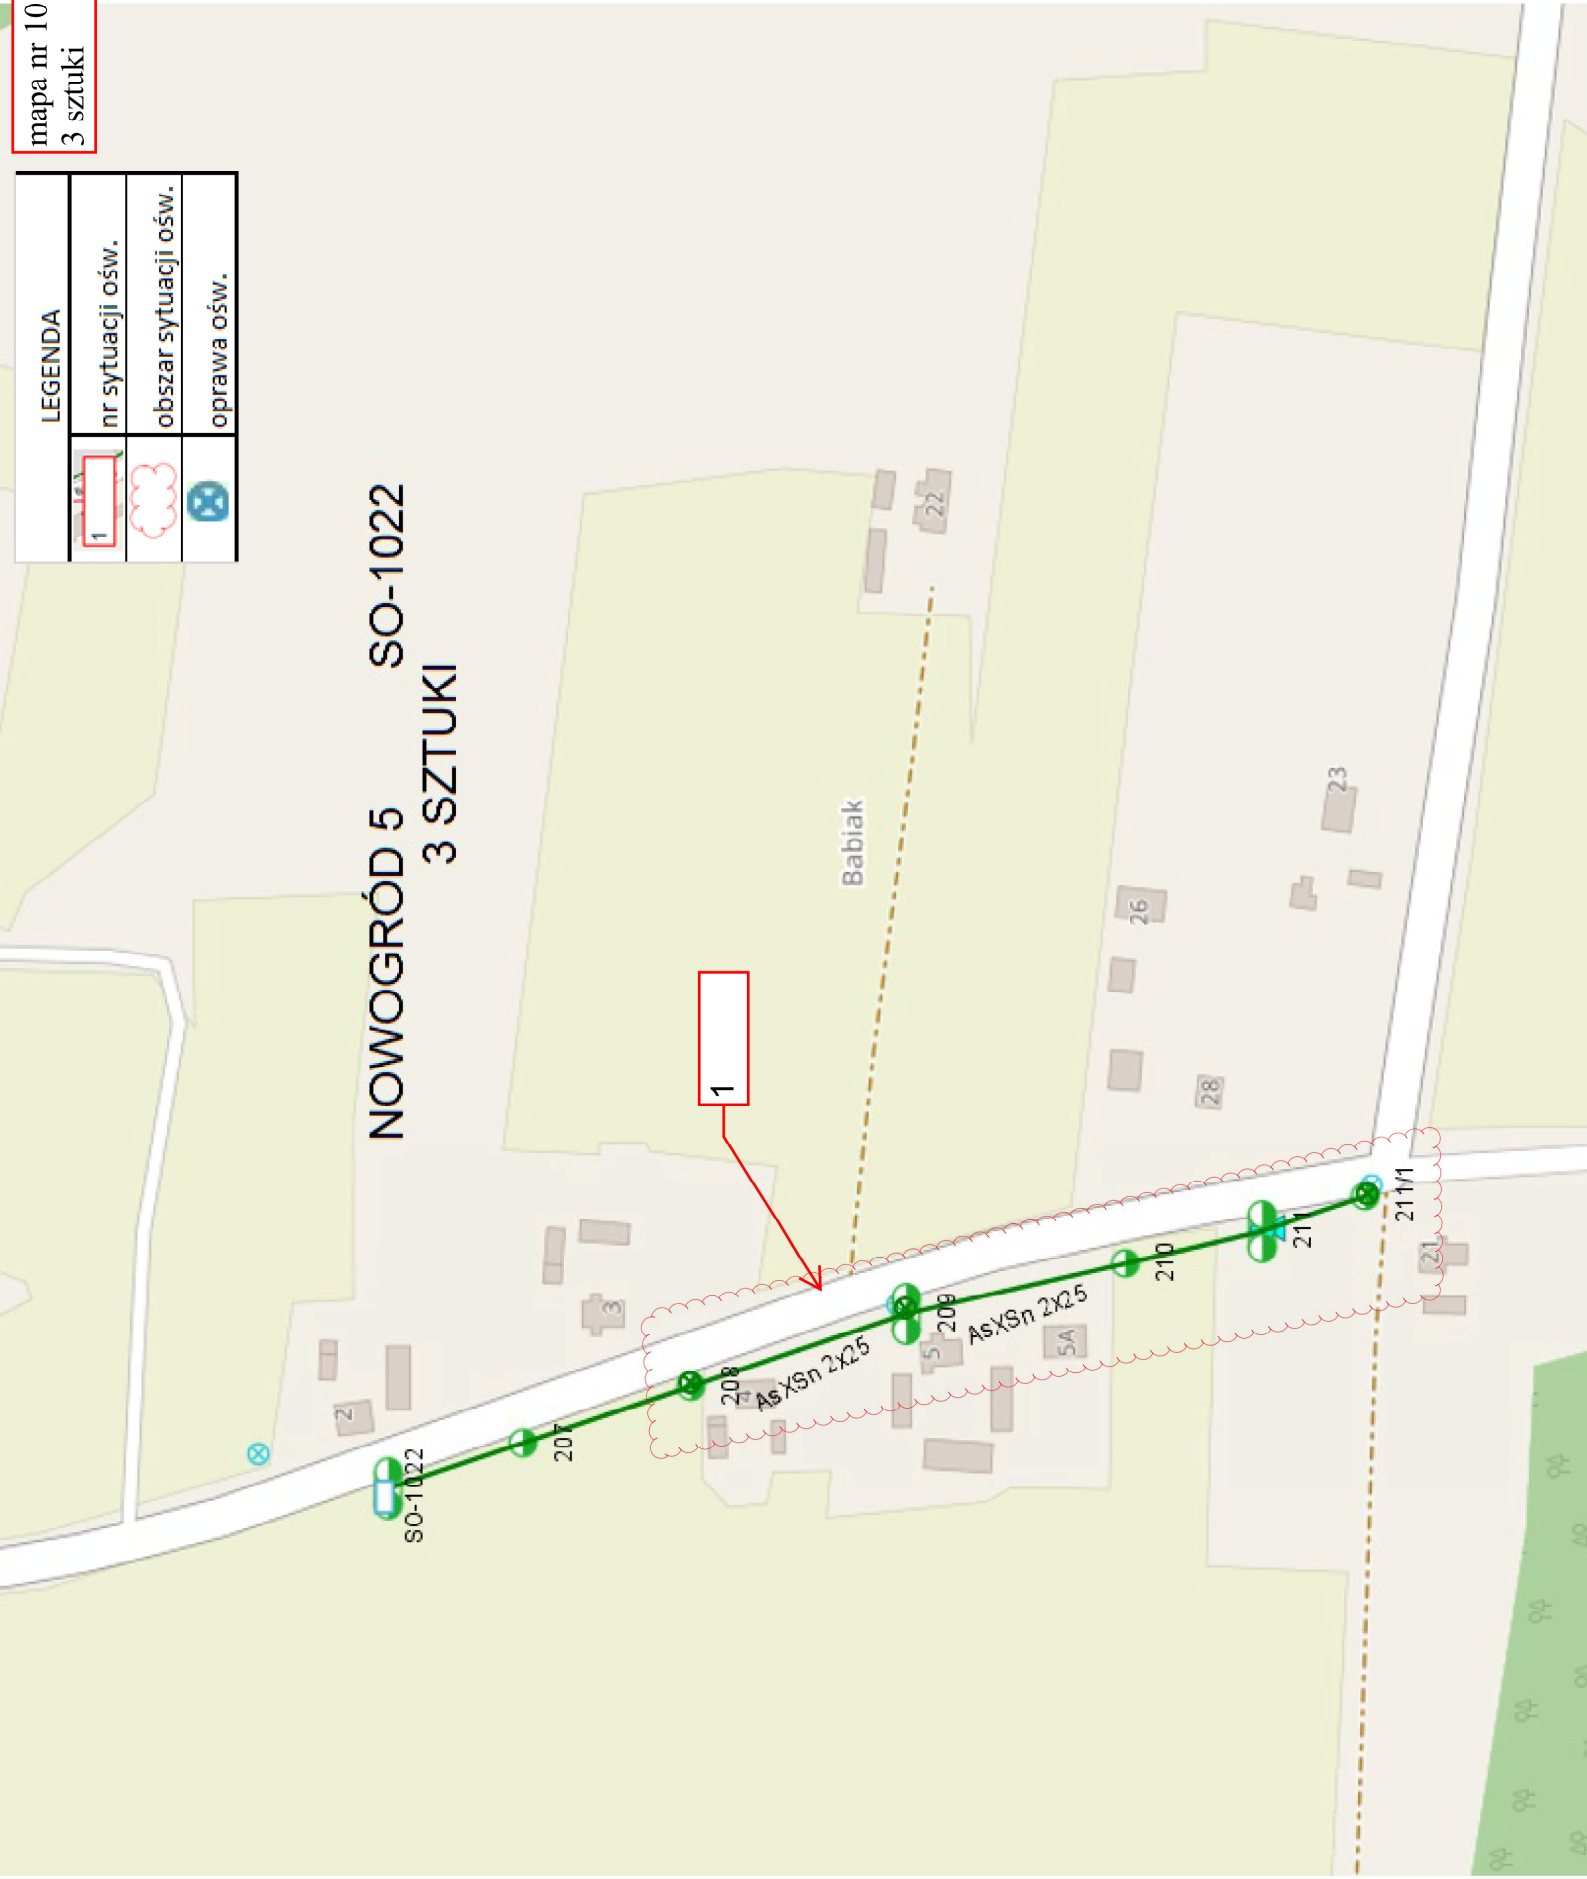 mapa nr 10
3 sztuki
LEGENDA
1
nr sytuacji ośw.
obszar sytuacji ośw.
oprawa ośw.
NOWOGRÓD 5
SO-1022
3 SZTUKI
Babiak
22
23
26
28
1
2
3
4
5
5A
21
SO-1022
207
208
AsXSn 2x25
209
AsXSn 2x25
210
211
211/1